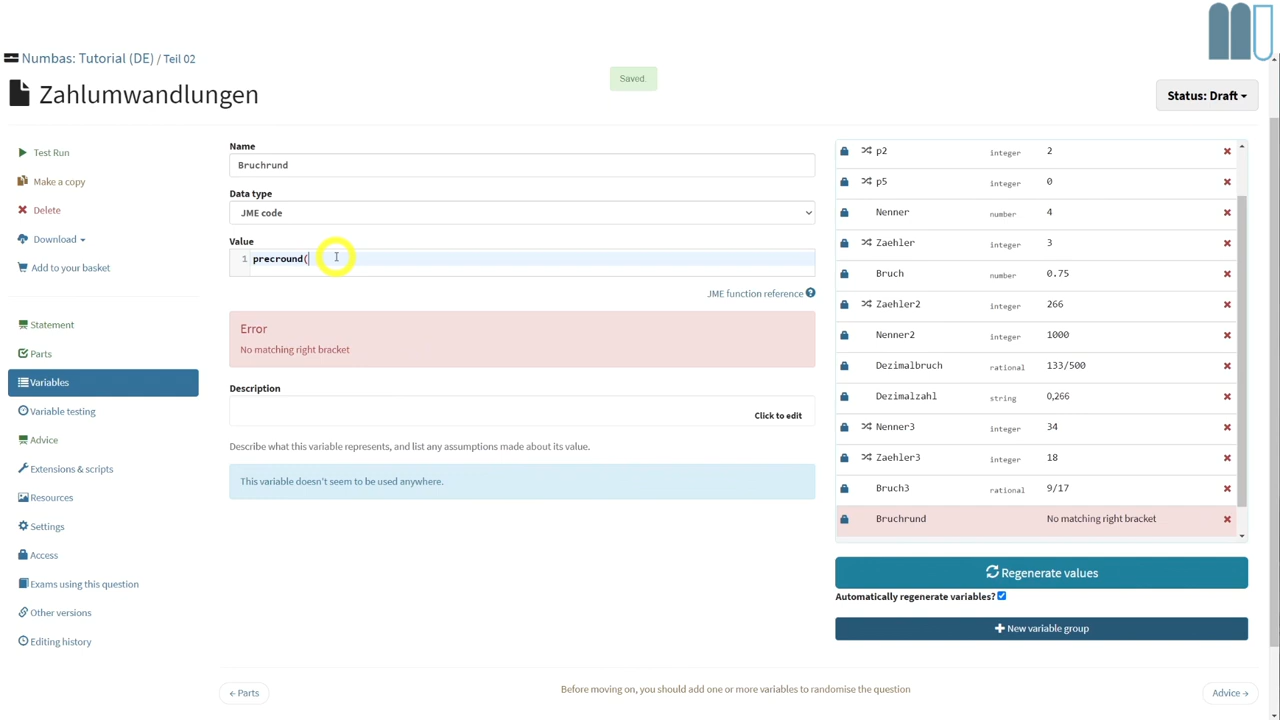 Numbas: Tutorial (DE) / Teil 02
Saved.
Zahlumwandlungen
Status: Draft
Test Run
Make a copy
Delete
Download
Add to your basket
Statement
Parts
Variables
Variable testing
Advice
Extensions & scripts
Resources
Settings
Access
Exams using this question
Other versions
Editing history
Name
Bruchrund
Data type
JME code
Value
1 precround(
JME function reference
Error
No matching right bracket
Description
Click to edit
Describe what this variable represents, and list any assumptions made about its value.
This variable doesn't seem to be used anywhere.
p2 integer 2
p5 integer 0
Nenner number 4
Zaehler integer 3
Bruch number 0.75
Zaehler2 integer 266
Nenner2 integer 1000
Dezimalbruch rational 133/500
Dezimalzahl string 0,266
Nenner3 integer 34
Zaehler3 integer 18
Bruch3 rational 9/17
Bruchrund No matching right bracket
Regenerate values
Automatically regenerate variables?
New variable group
← Parts
Before moving on, you should add one or more variables to randomise the question
Advice →